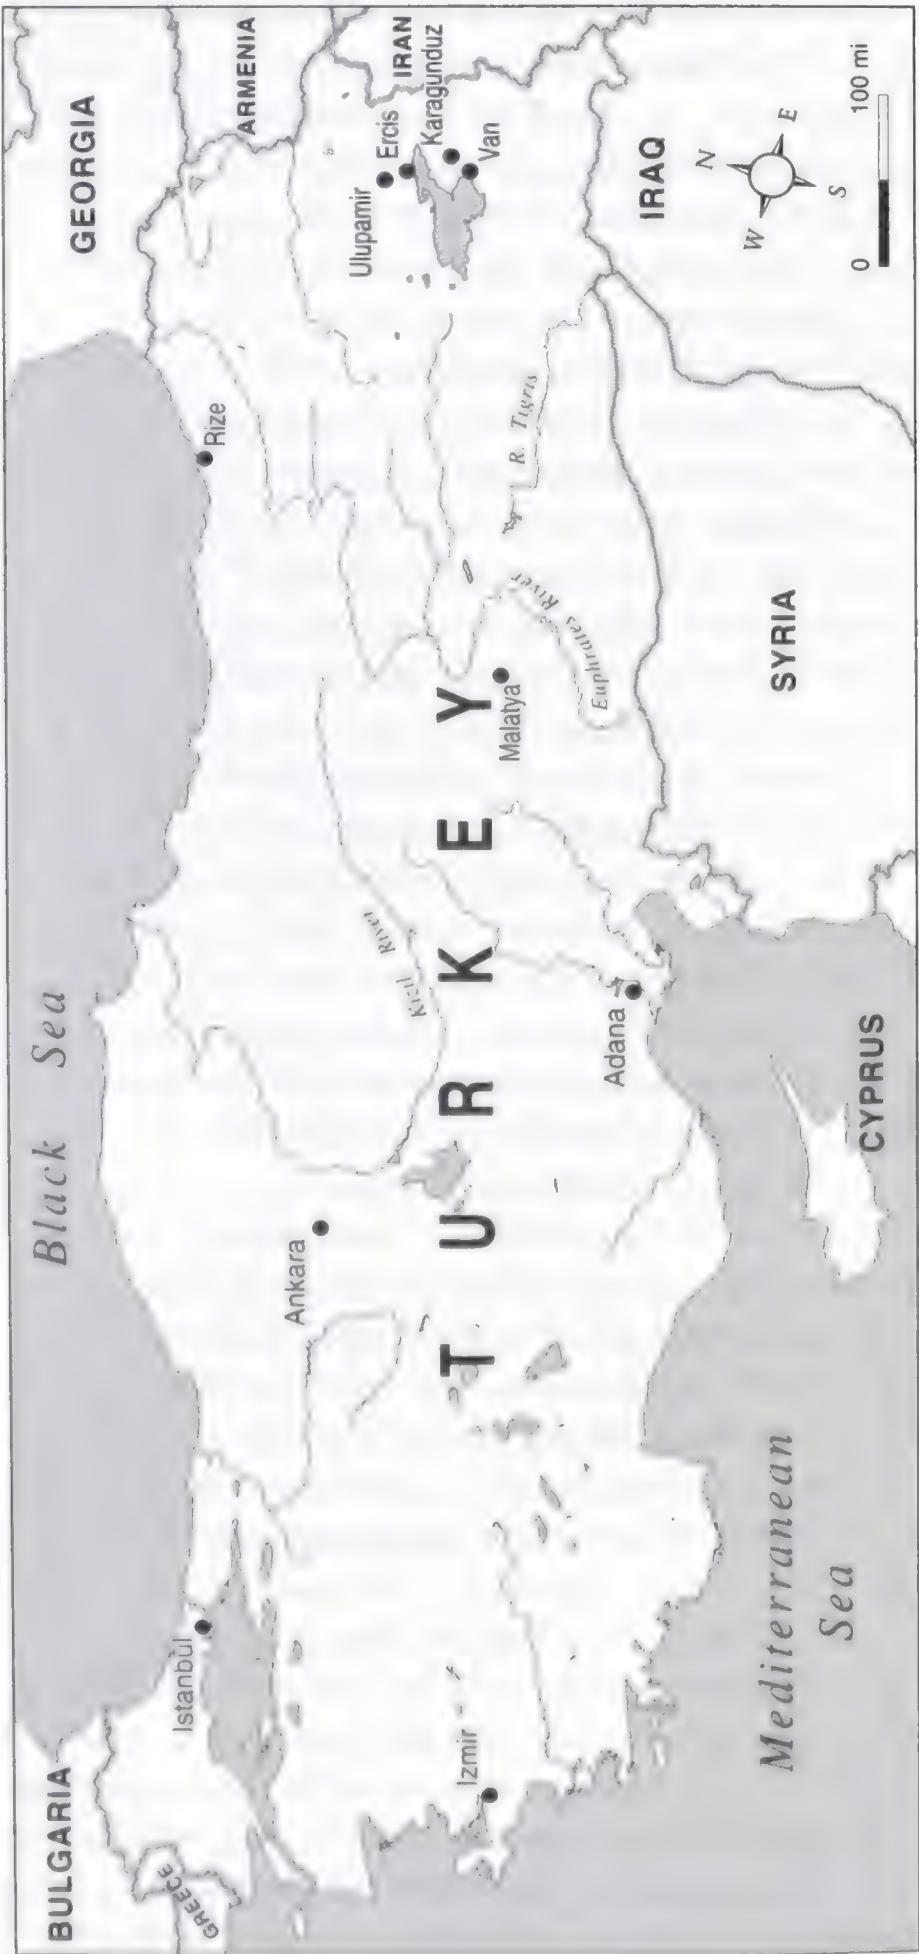 BULGARIA
GREECE
Black Sea
GEORGIA
ARMENIA
IRAN
Istanbul
Ankara
Rize
Ulupamir
Ercis
Karagunduz
Van
Izmir
Kizil River
TURKEY
Malatya
Euphrates River
R. Tigris
Adana
IRAQ
SYRIA
CYPRUS
Mediterranean
Sea
N
E
W
S
0
100 mi